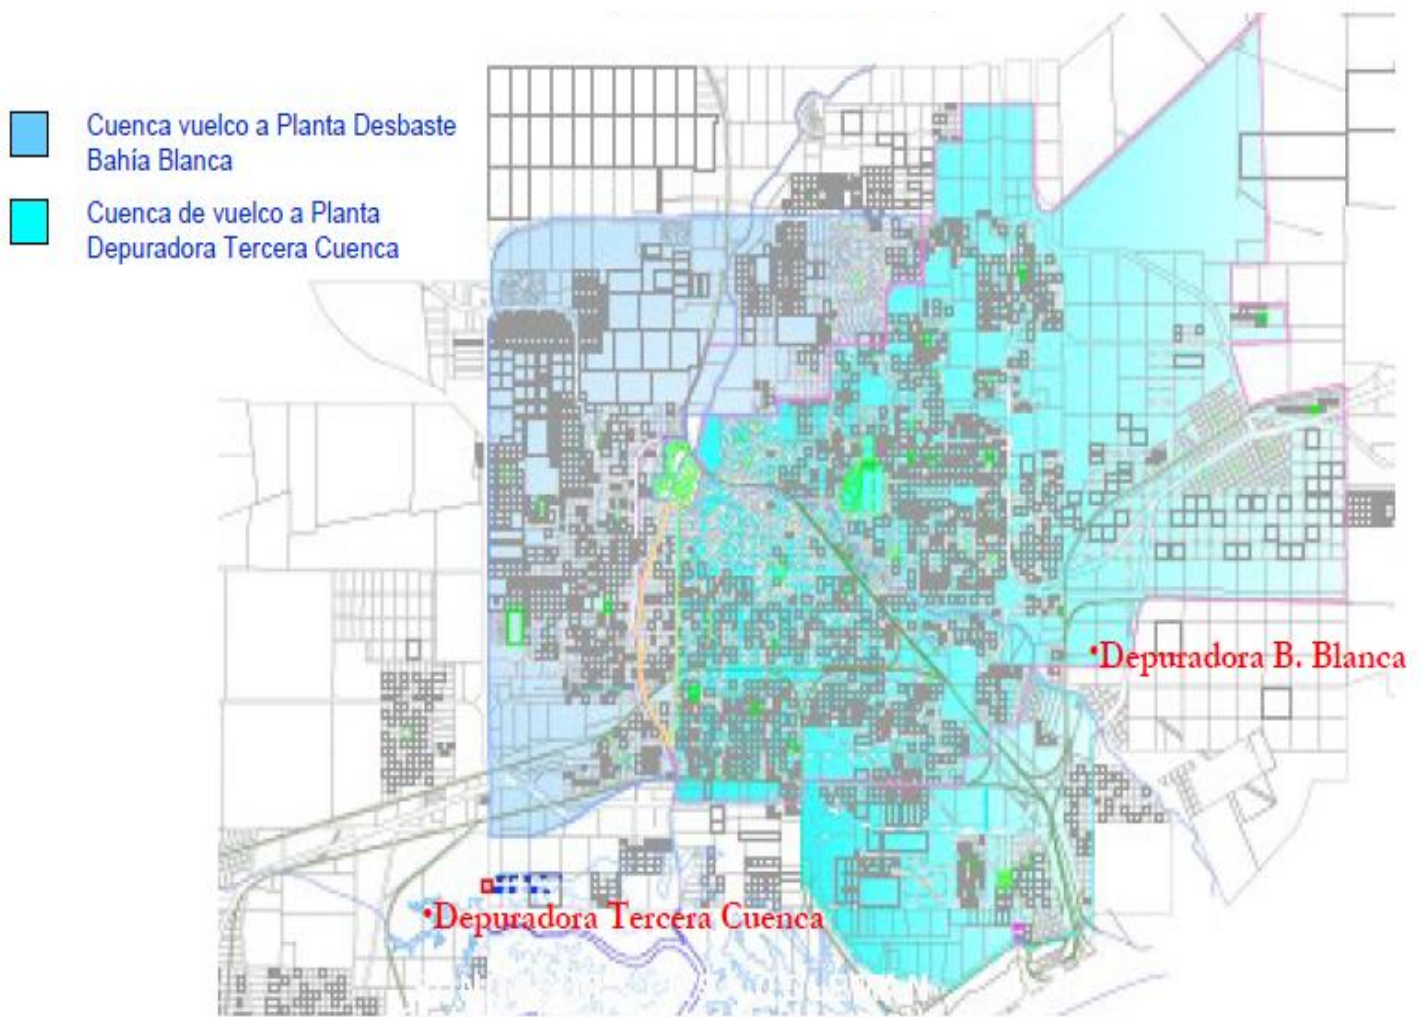 Cuenca vuelco a Planta Desbaste
Bahía Blanca
Cuenca de vuelco a Planta
Depuradora Tercera Cuenca
•Depuradora B. Blanca
•Depuradora Tercera Cuenca